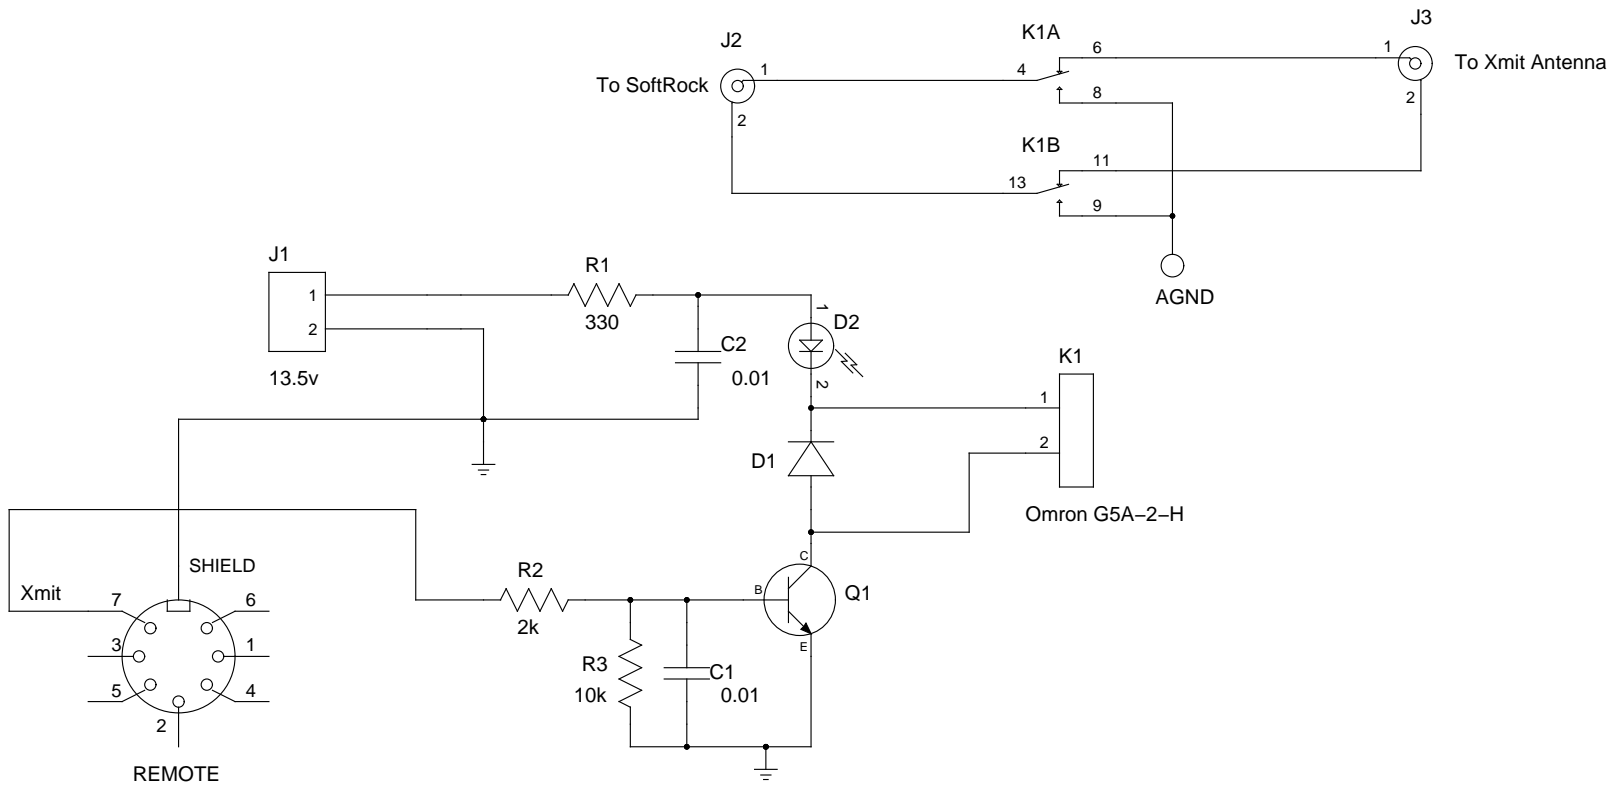 J3
K1A
J2
6
1
To Xmit Antenna
1
4
To SoftRock
8
2
2
K1B
11
13
9
J1
R1
AGND
1
330
1
D2
2
C2
K1
13.5v
0.01
2
1
2
D1
Omron G5A-2-H
C
SHIELD
R2
B
Q1
Xmit
7
6
2k
E
3
1
R3
C1
10k
0.01
5
4
2
REMOTE